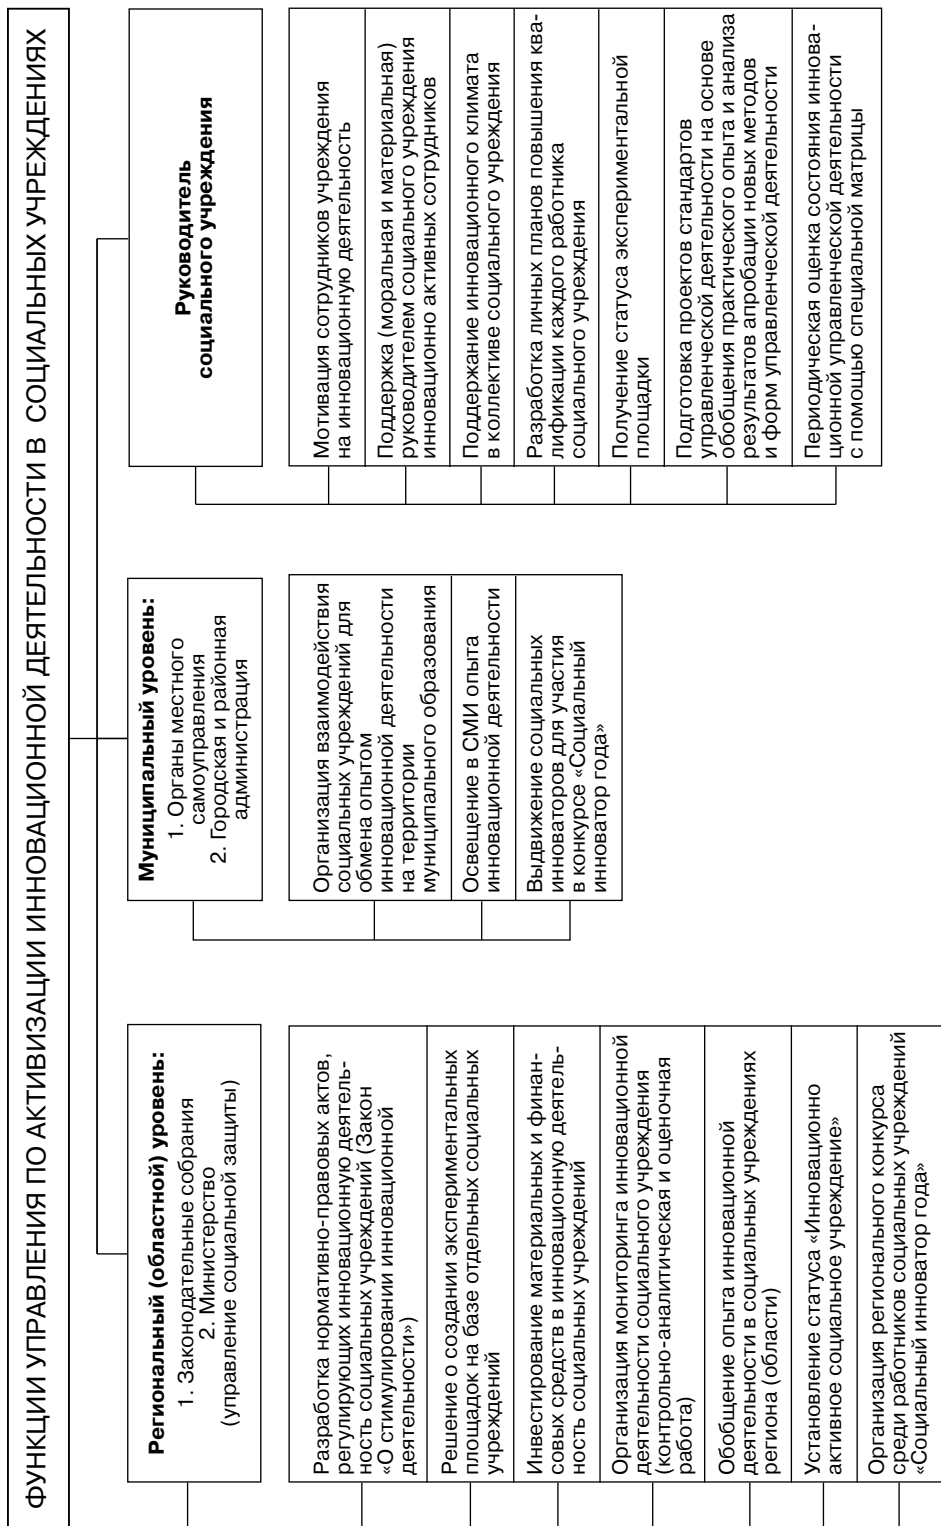 ФУНКЦИИ УПРАВЛЕНИЯ ПО АКТИВИЗАЦИИ ИННОВАЦИОННОЙ ДЕЯТЕЛЬНОСТИ В СОЦИАЛЬНЫХ УЧРЕЖДЕНИЯХ
Региональный (областной) уровень:
1. Законодательные собрания
2. Министерство
(управление социальной защиты)
Разработка нормативно-правовых актов,
регулирующих инновационную деятель-
ность социальных учреждений (Закон
«О стимулировании инновационной
деятельности»)
Решение о создании экспериментальных
площадок на базе отдельных социальных
учреждений
Инвестирование материальных и финан-
совых средств в инновационную деятель-
ность социальных учреждений
Организация мониторинга инновационной
деятельности социального учреждения
(контрольно-аналитическая и оценочная
работа)
Обобщение опыта инновационной
деятельности в социальных учреждениях
региона (области)
Установление статуса «Инновационно
активное социальное учреждение»
Организация регионального конкурса
среди работников социальных учреждений
«Социальный инноватор года»
Муниципальный уровень:
1. Органы местного
самоуправления
2. Городская и районная
администрация
Организация взаимодействия
социальных учреждений для
обмена опытом
инновационной деятельности
на территории
муниципального образования
Освещение в СМИ опыта
инновационной деятельности
Выдвижение социальных
инноваторов для участия
в конкурсе «Социальный
инноватор года»
Руководитель
социального учреждения
Мотивация сотрудников учреждения
на инновационную деятельность
Поддержка (моральная и материальная)
руководителем социального учреждения
инновационно активных сотрудников
Поддержание инновационного климата
в коллективе социального учреждения
Разработка личных планов повышения ква-
лификации каждого работника
социального учреждения
Получение статуса экспериментальной
площадки
Подготовка проектов стандартов
управленческой деятельности на основе
обобщения практического опыта и анализа
результатов апробации новых методов
и форм управленческой деятельности
Периодическая оценка состояния иннова-
ционной управленческой деятельности
с помощью специальной матрицы